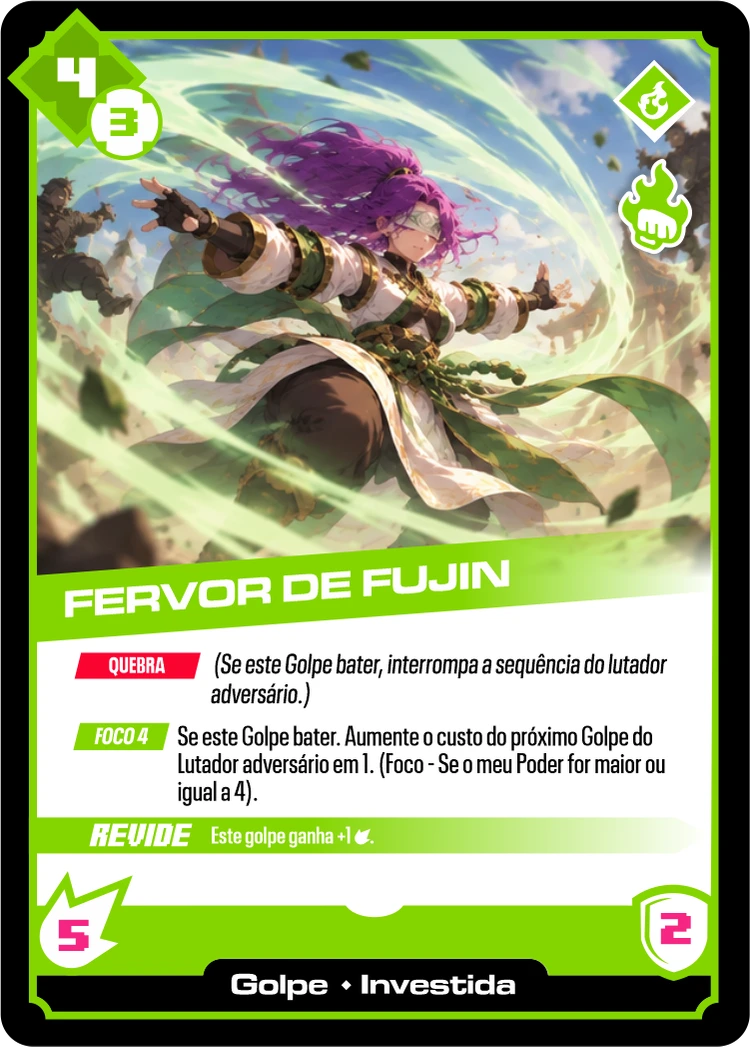 4
3
FERVOR DE FUJIN
QUEBRA (Se este Golpe bater, interrompa a sequência do lutador
adversário.)
FOCO 4 Se este Golpe bater. Aumente o custo do próximo Golpe do
Lutador adversário em 1. (Foco - Se o meu Poder for maior ou
igual a 4).
REVIDE Este golpe ganha +1 .
5
2
Golpe • Investida